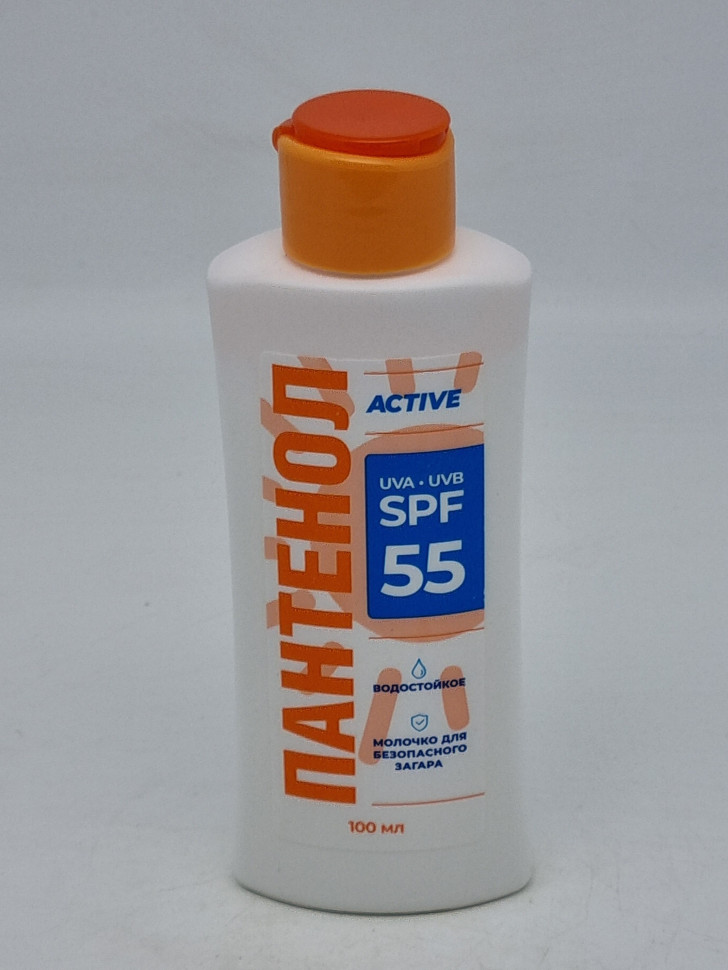 ПАНТЕНОЛ
ACTIVE
UVA • UVB
SPF
55
ВОДОСТОЙКОЕ
МОЛОЧКО ДЛЯ
БЕЗОПАСНОГО
ЗАГАРА
100 мл